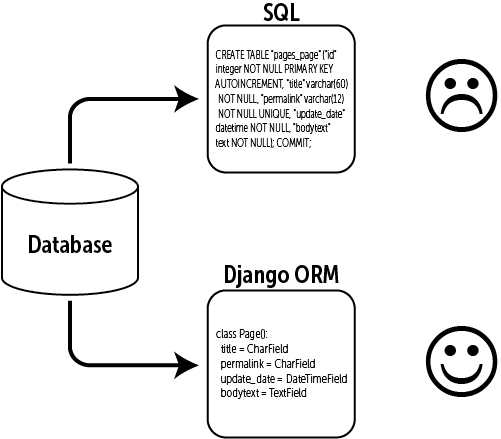 SQL
CREATE TABLE "pages_page" ("id"
integer NOT NULL PRIMARY KEY
AUTOINCREMENT, "title" varchar(60)
NOT NULL, "permalink" varchar(12)
NOT NULL UNIQUE, "update_date"
datetime NOT NULL, "bodytext"
text NOT NULL); COMMIT;
Database
Django ORM
class Page():
title = CharField
permalink = CharField
update_date = DateTimeField
bodytext = TextField